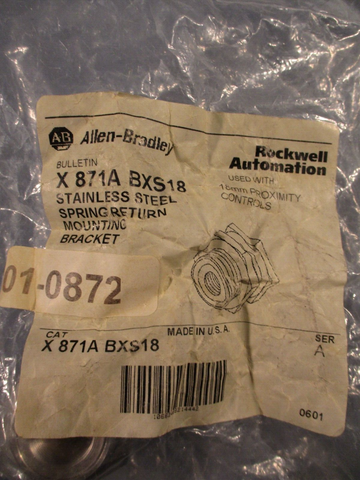 AB Allen-Bradley
Rockwell
Automation
BULLETIN
X 871A BXS18
STAINLESS STEEL
SPRING RETURN
MOUNTING
BRACKET
USED WITH
18mm PROXIMITY
CONTROLS
01-0872
MADE IN U.S.A.
CAT
X 871A BXS18
SER
A
0601